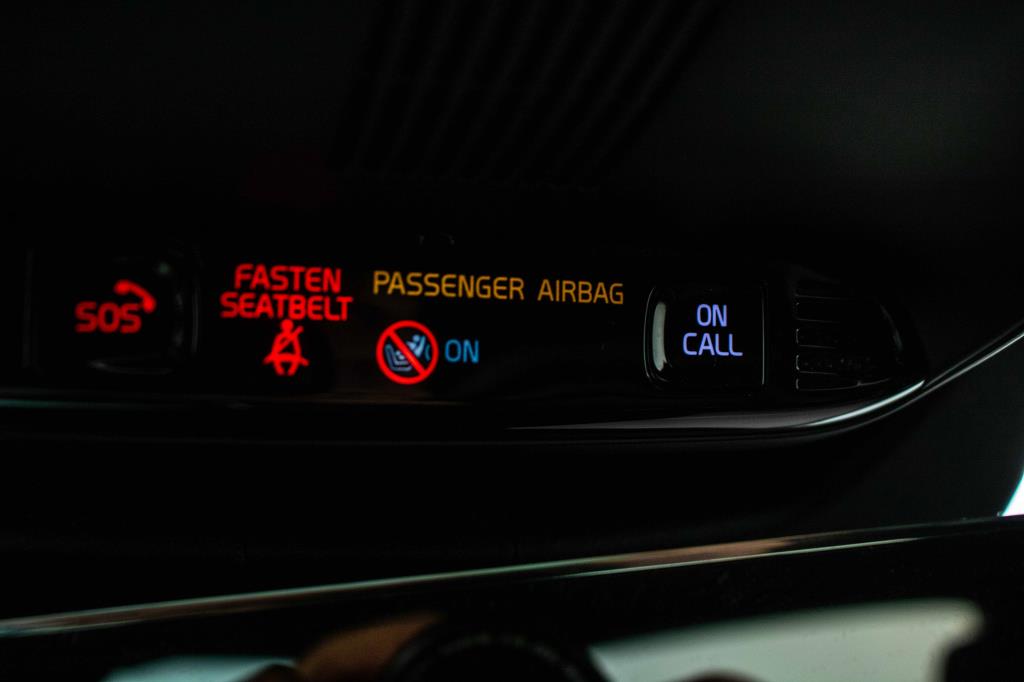 SOS
FASTEN
SEATBELT
PASSENGER AIRBAG
ON
ON
CALL